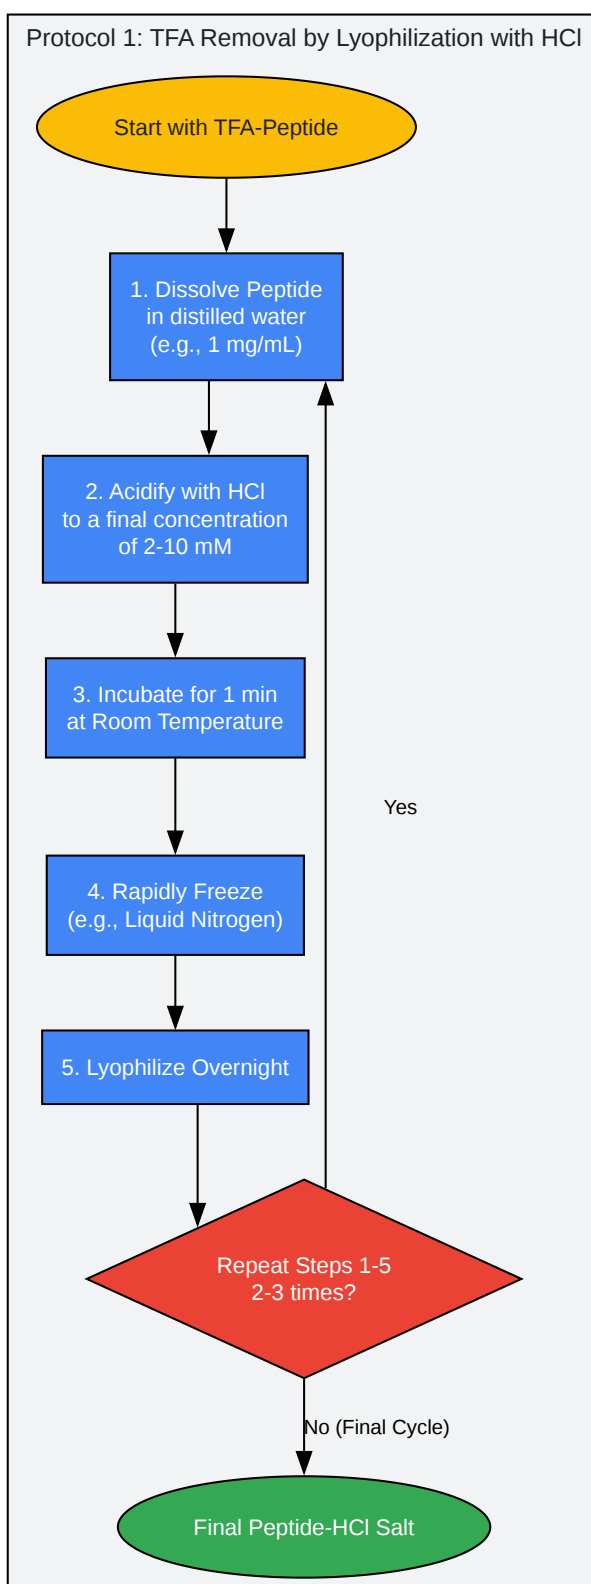 Protocol 1: TFA Removal by Lyophilization with HCl
Start with TFA-Peptide
1. Dissolve Peptide
in distilled water
(e.g., 1 mg/mL)
2. Acidify with HCl
to a final concentration
of 2-10 mM
3. Incubate for 1 min
at Room Temperature
Yes
4. Rapidly Freeze
(e.g., Liquid Nitrogen)
5. Lyophilize Overnight
Repeat Steps 1-5
2-3 times?
No (Final Cycle)
Final Peptide-HCl Salt